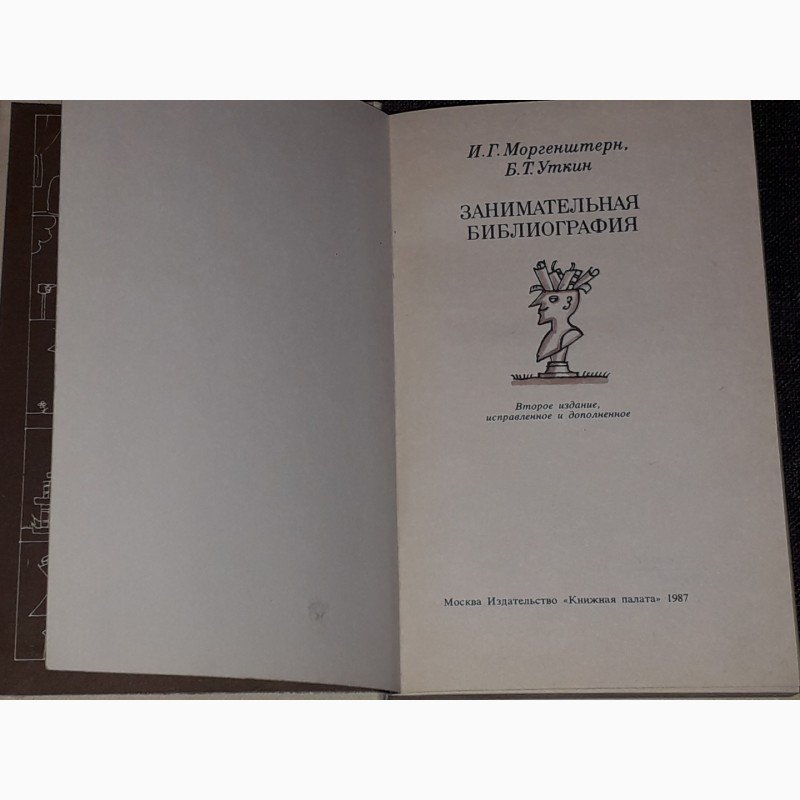 И.Г. Моргенштерн,
Б.Т. Уткин
ЗАНИМАТЕЛЬНАЯ
БИБЛИОГРАФИЯ
Второе издание,
исправленное и дополненное
Москва Издательство «Книжная палата» 1987